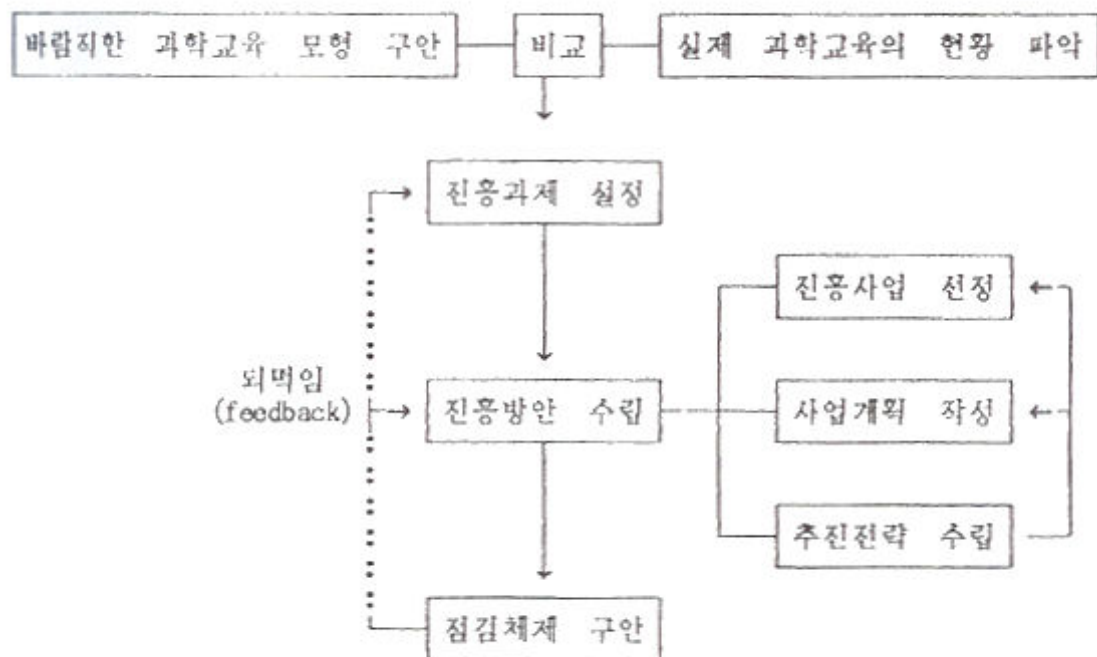 바람직한 과학교육 모형 구안
비교
실제 과학교육의 현황 파악
진흥과제 설정
진흥사업 선정
되먹임
(feedback)
진흥방안 수립
사업계획 작성
추진전략 수립
점김체제 구안